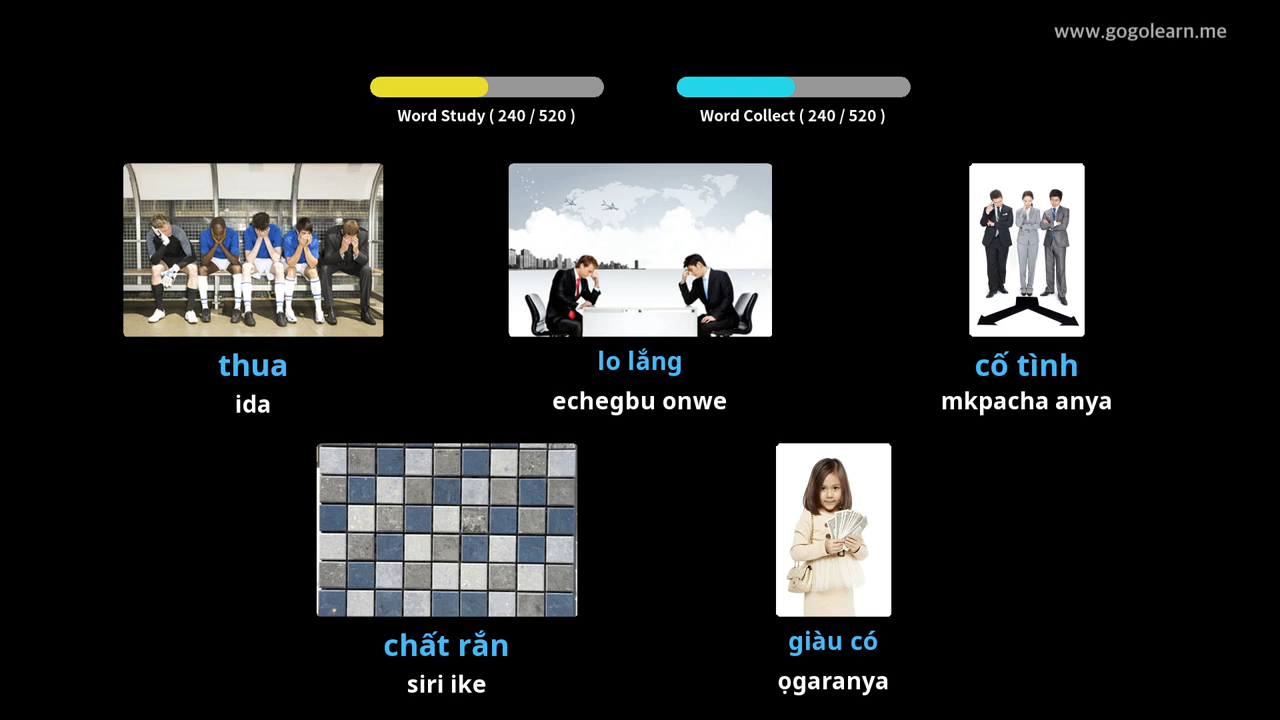 www.gogolearn.me
Word Study ( 240 / 520 )
Word Collect ( 240 / 520 )
thua
ida
lo lắng
echegbu onwe
cố tình
mkpacha anya
chất rắn
siri ike
giàu có
ọgaranya